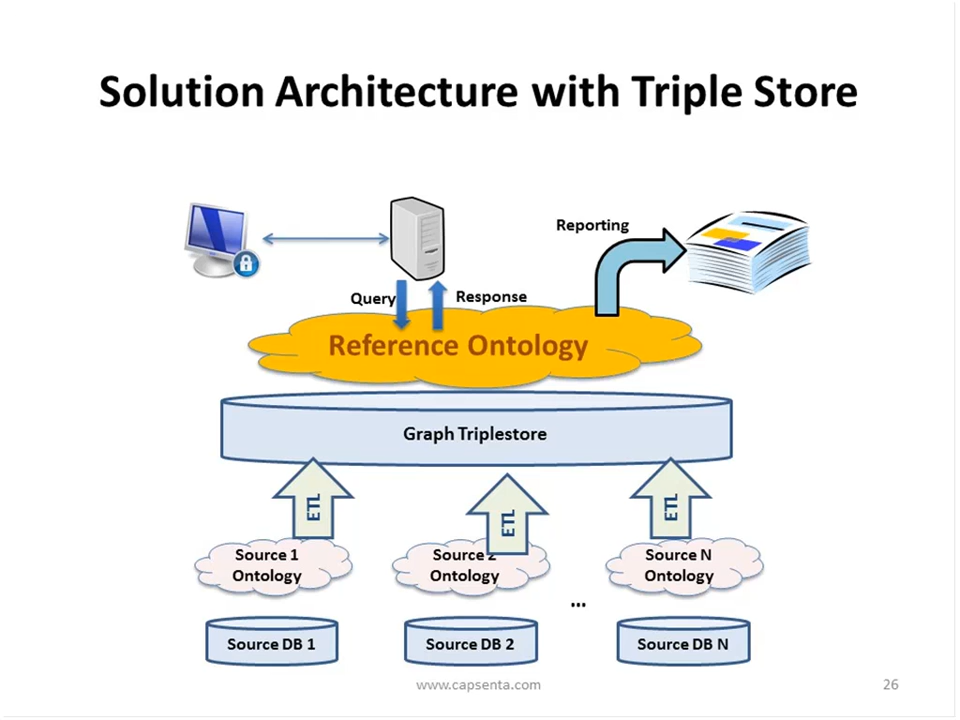 Solution Architecture with Triple Store
Reporting
Query
Response
Reference Ontology
Graph Triplestore
ETL
ETL
ETL
Source 1
Ontology
Source 2
Ontology
Source N
Ontology
...
Source DB 1
Source DB 2
Source DB N
www.capsenta.com
26